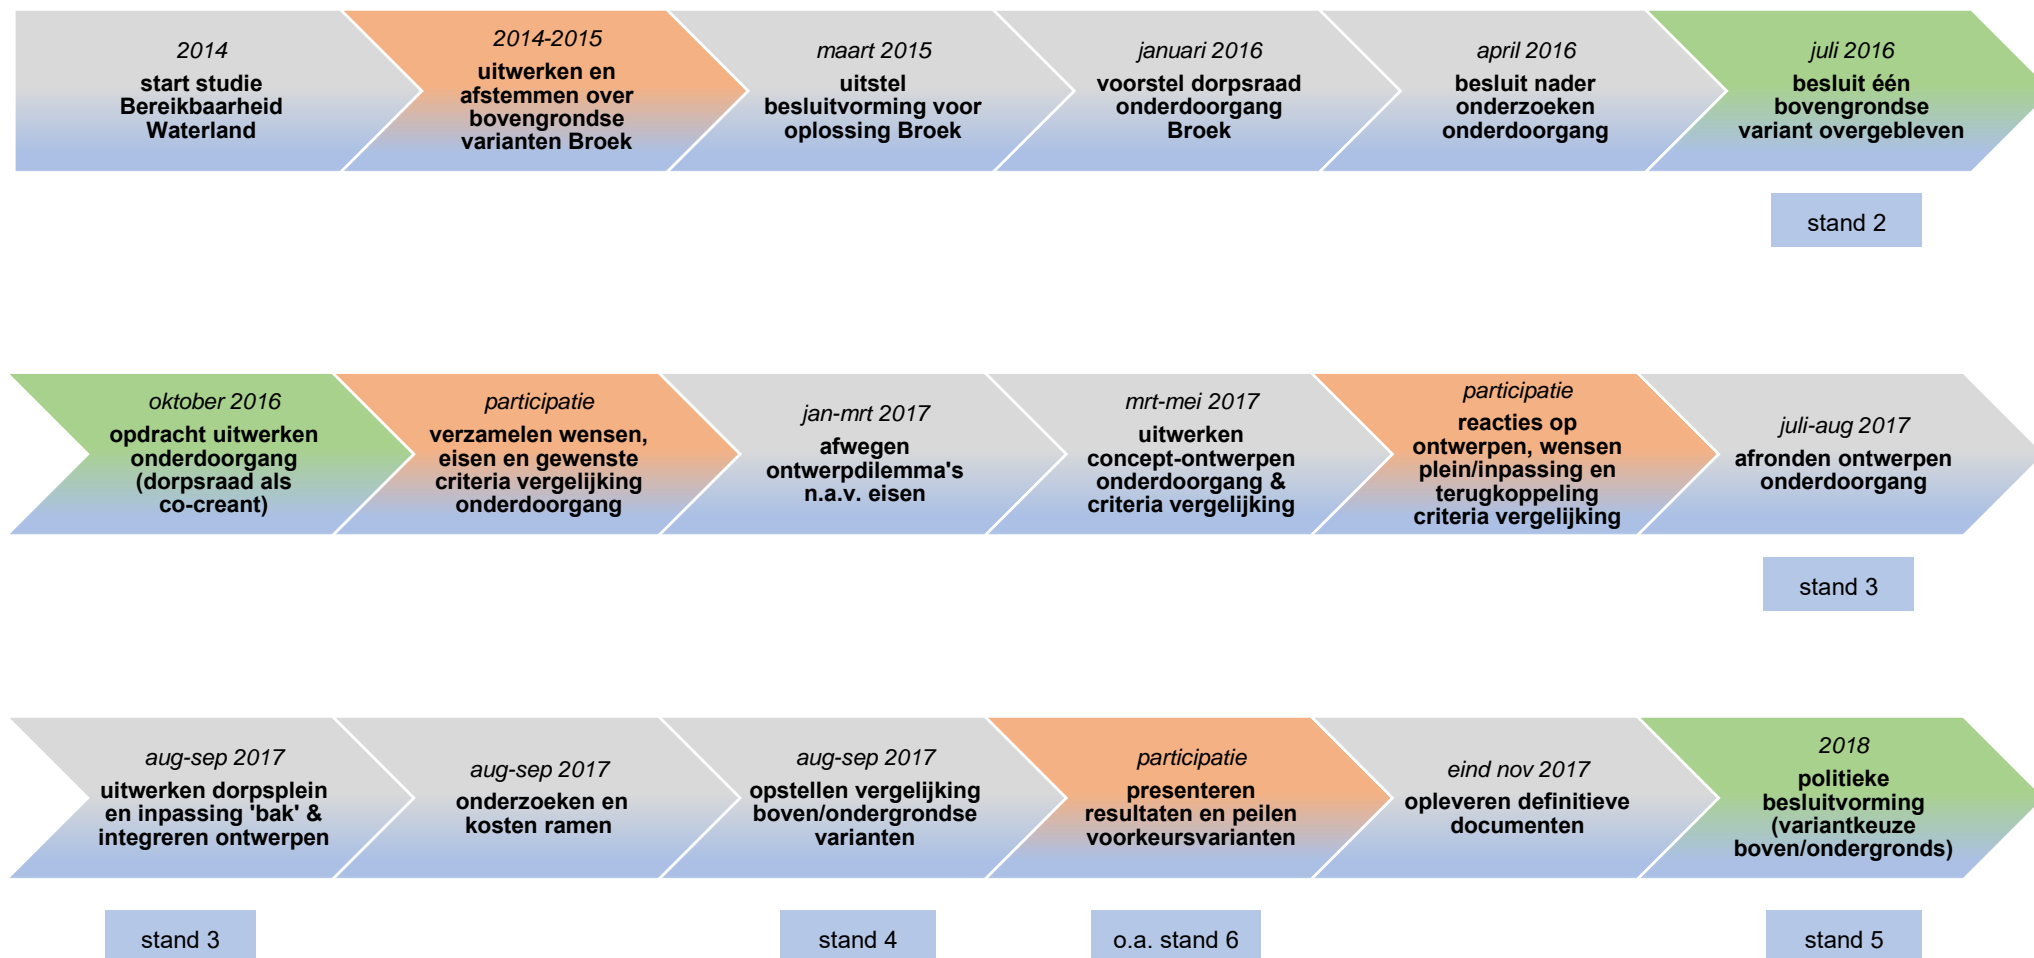 2014
start studie
Bereikbaarheid
Waterland
2014-2015
uitwerken en
afstemmen over
bovengrondse
varianten Broek
maart 2015
uitstel
besluitvorming voor
oplossing Broek
januari 2016
voorstel dorpsraad
onderdoorgang
Broek
april 2016
besluit nader
onderzoeken
onderdoorgang
juli 2016
besluit één
bovengrondse
variant overgebleven
stand 2
oktober 2016
opdracht uitwerken
onderdoorgang
(dorpsraad als
co-creant)
participatie
verzamelen wensen,
eisen en gewenste
criteria vergelijking
onderdoorgang
jan-mrt 2017
afwegen
ontwerpdilemma's
n.a.v. eisen
mrt-mei 2017
uitwerken
concept-ontwerpen
onderdoorgang &
criteria vergelijking
participatie
reacties op
ontwerpen, wensen
plein/inpassing en
terugkoppeling
criteria vergelijking
juli-aug 2017
afronden ontwerpen
onderdoorgang
stand 3
aug-sep 2017
uitwerken dorpsplein
en inpassing 'bak' &
integreren ontwerpen
aug-sep 2017
onderzoeken en
kosten ramen
aug-sep 2017
opstellen vergelijking
boven/ondergrondse
varianten
participatie
presenteren
resultaten en peilen
voorkeursvarianten
eind nov 2017
opleveren definitieve
documenten
2018
politieke
besluitvorming
(variantkeuze
boven/ondergronds)
stand 3
stand 4
o.a. stand 6
stand 5